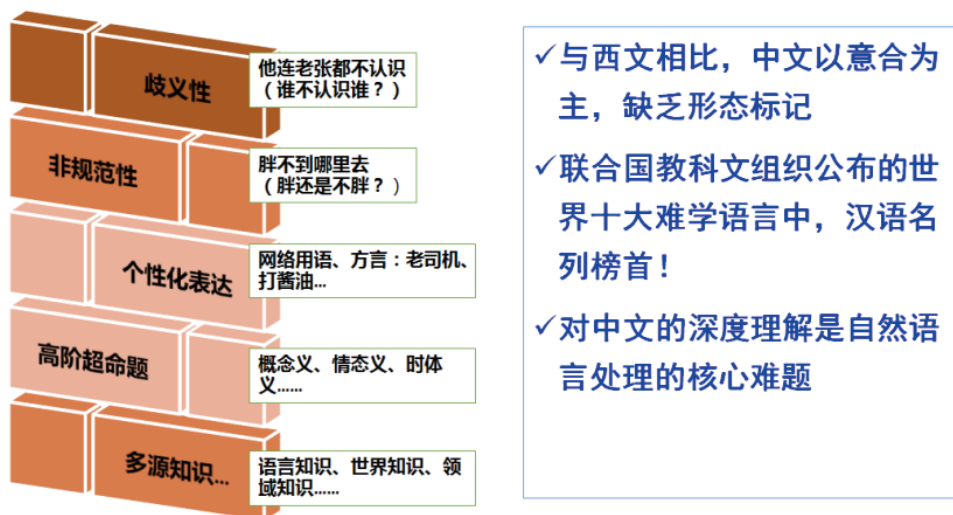 歧义性
他连老张都不认识
（谁不认识谁？）
非规范性
胖不到哪里去
（胖还是不胖？）
个性化表达
网络用语、方言：老司机、
打酱油...
高阶超命题
概念义、情态义、时体
义......
多源知识...
语言知识、世界知识、领
域知识......
✓与西文相比，中文以意合为
主，缺乏形态标记
✓联合国教科文组织公布的世
界十大难学语言中，汉语名
列榜首！
✓对中文的深度理解是自然语
言处理的核心难题